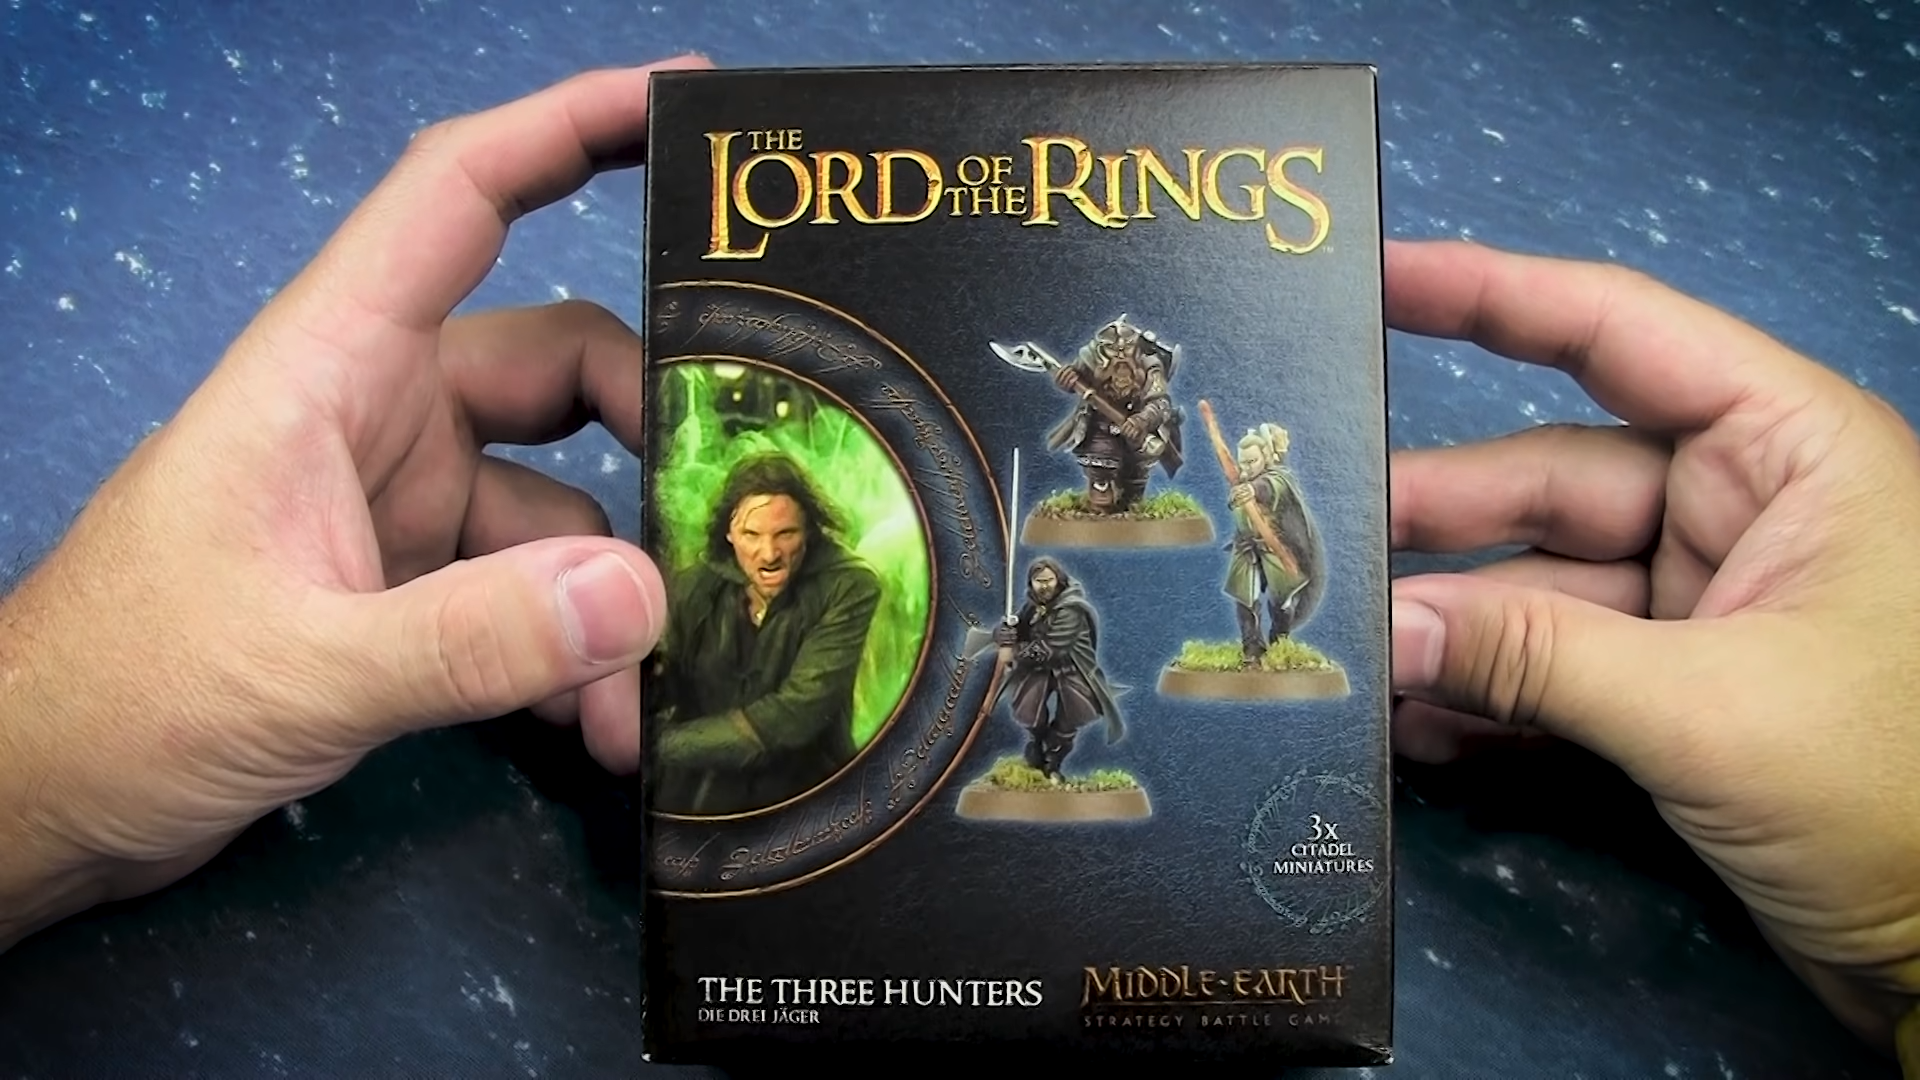 THE
LORD OF THE RINGS
3x
CITADEL
MINIATURES
THE THREE HUNTERS
DIE DREI JÄGER
MIDDLE-EARTH
STRATEGY BATTLE GAME